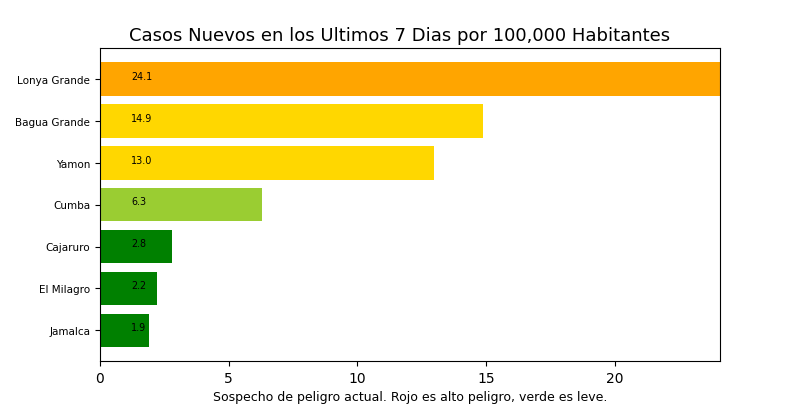 Casos Nuevos en los Ultimos 7 Dias por 100,000 Habitantes
Lonya Grande 24.1
Bagua Grande 14.9
Yamon 13.0
Cumba 6.3
Cajaruro 2.8
El Milagro 2.2
Jamalca 1.9
0 5 10 15 20
Sospecho de peligro actual. Rojo es alto peligro, verde es leve.